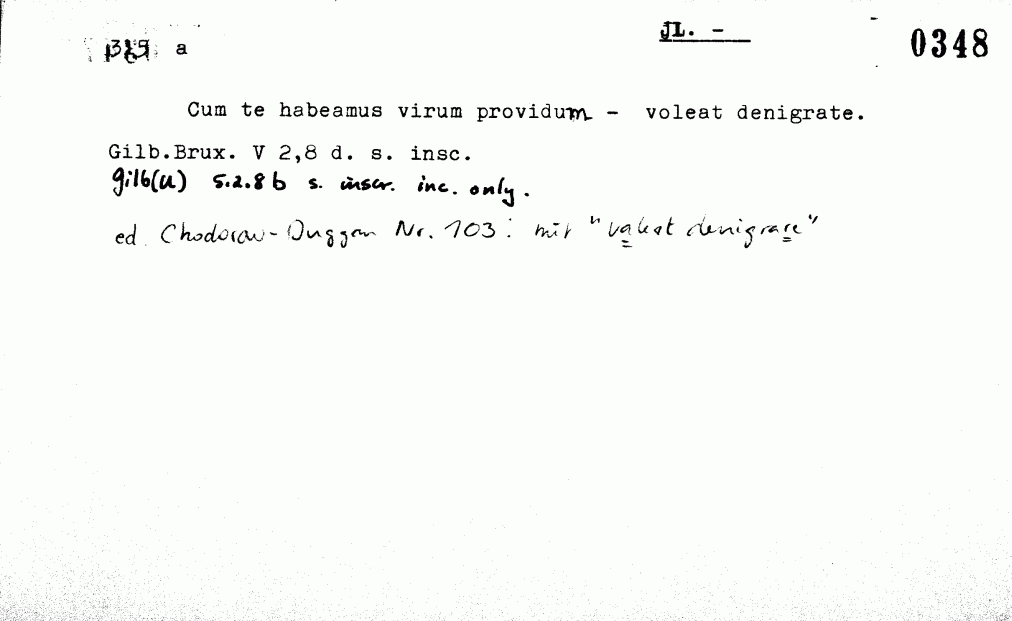 a JL. - 0348
Cum te habeamus virum providum - voleat denigrate.
Gilb.Brux. V 2,8 d. s. insc.
gilb(u) 5.2.8 b s. inscr. inc. only.
ed. Chodorow-Duggan Nr. 103: mit "valeat denigrare"